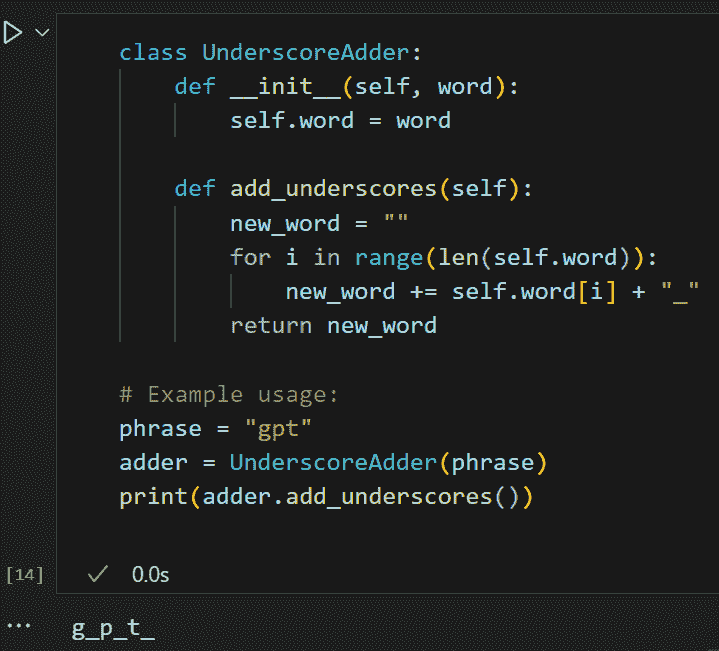 class UnderscoreAdder:
    def __init__(self, word):
        self.word = word

    def add_underscores(self):
        new_word = ""
        for i in range(len(self.word)):
            new_word += self.word[i] + "_"
        return new_word

# Example usage:
phrase = "gpt"
adder = UnderscoreAdder(phrase)
print(adder.add_underscores())
[14] ✓ 0.0s
... g_p_t_